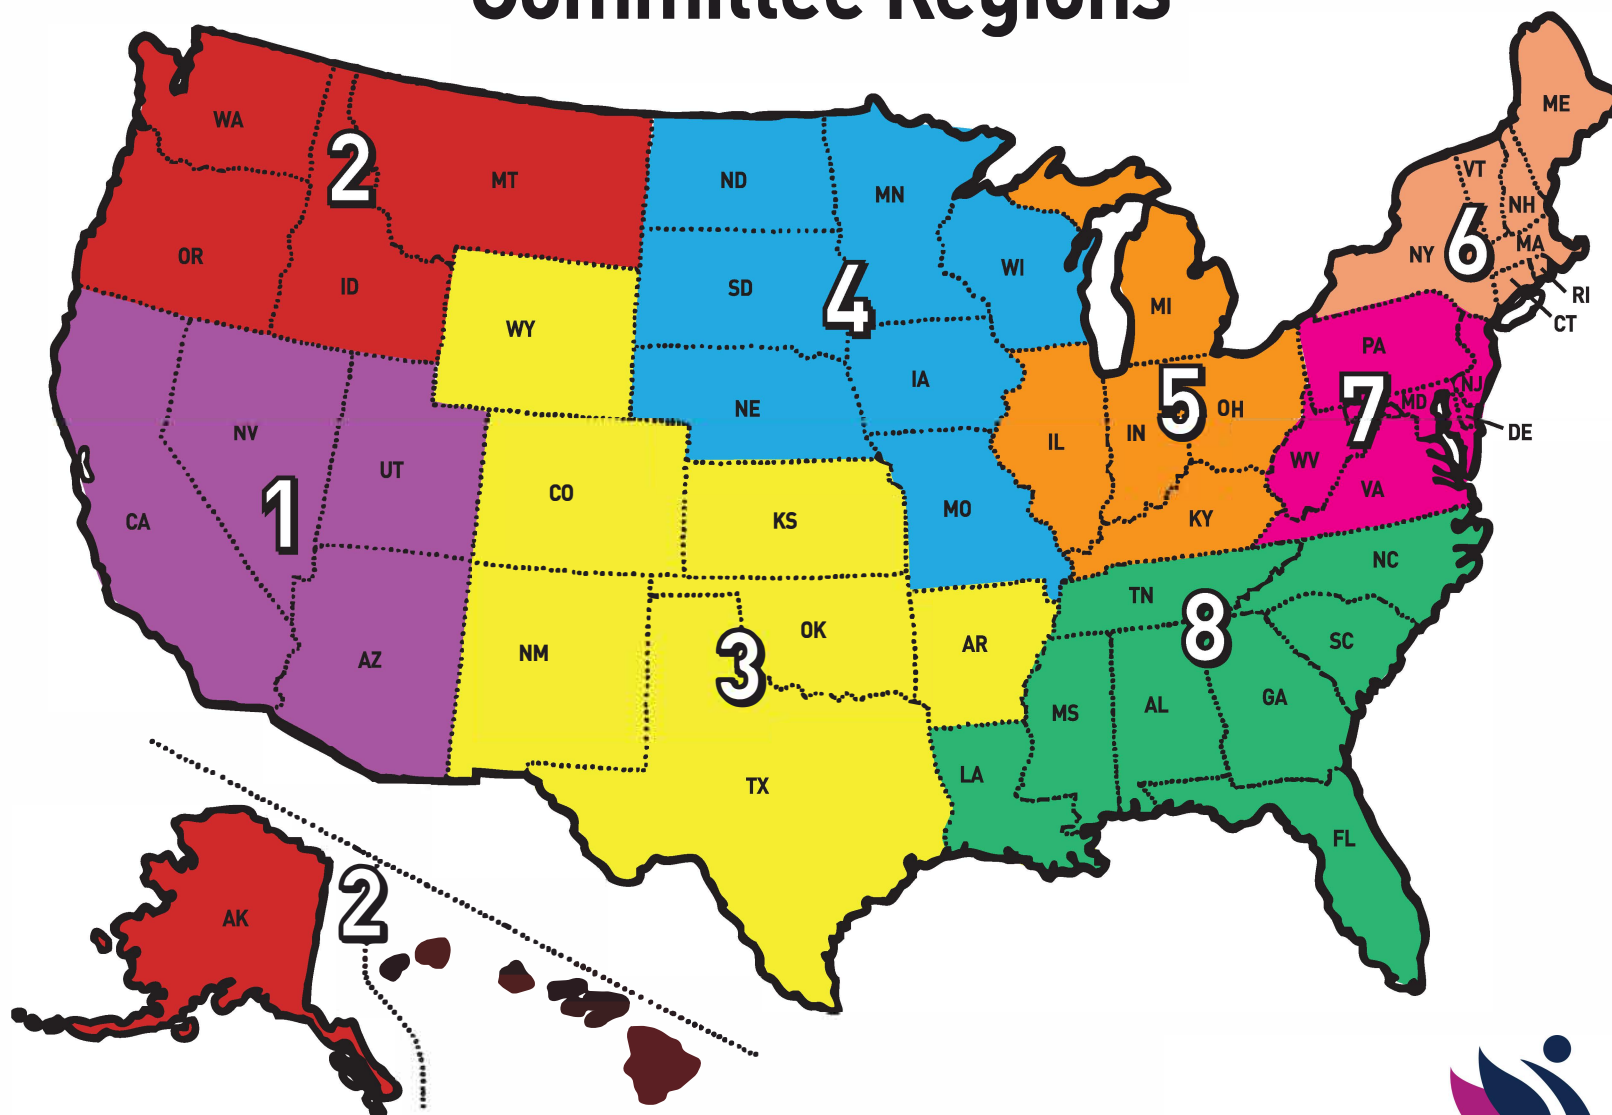 Committee Regions
WA
2
MT
ND
MN
ME
VT
NH
OR
ID
SD
4
WI
NY
6
MA
RI
WY
MI
CT
PA
NV
UT
NE
IA
5
OH
7
NJ
MD
DE
CA
1
CO
KS
MO
IL
IN
KY
WV
VA
AZ
NM
3
OK
AR
TN
8
NC
SC
TX
LA
MS
AL
GA
FL
AK
2